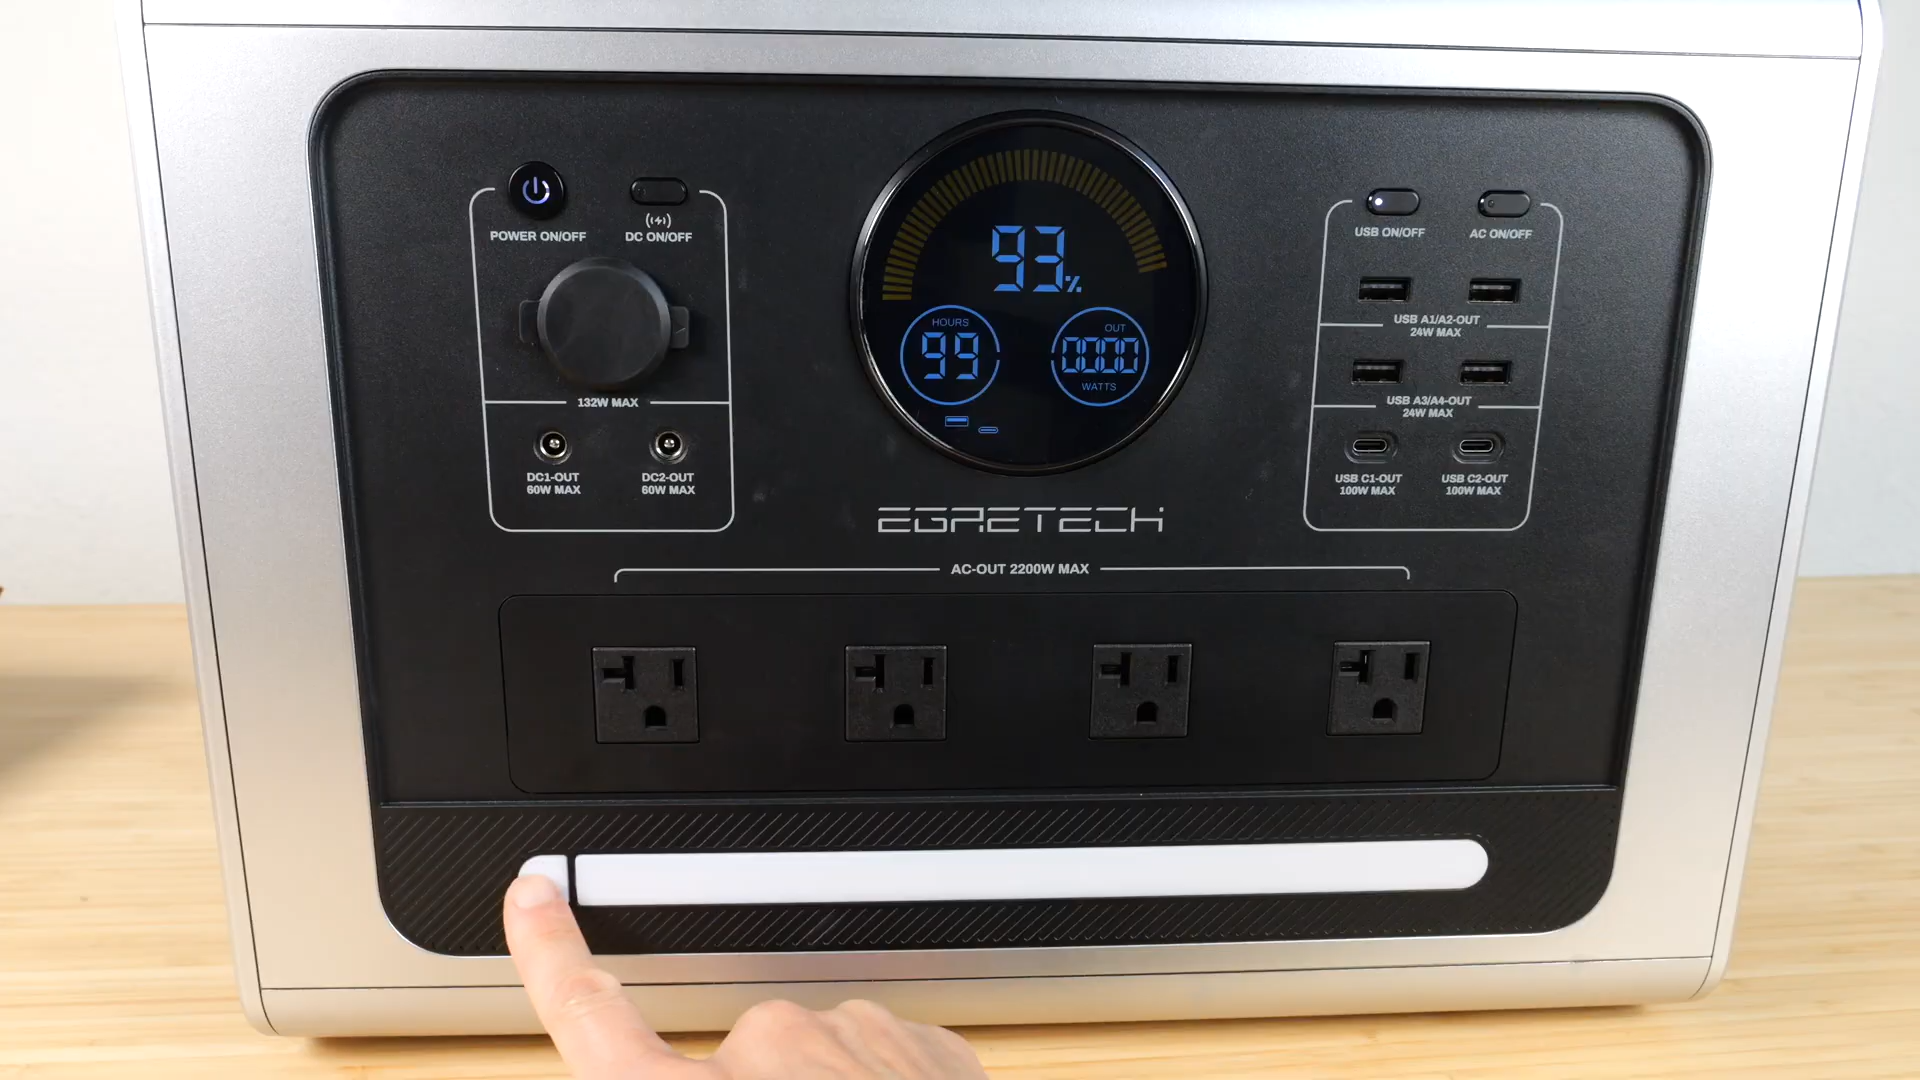 POWER ON/OFF
DC ON/OFF
132W MAX
DC1-OUT
60W MAX
DC2-OUT
60W MAX
93%
HOURS
99
OUT
0000
WATTS
EGRETECH
USB ON/OFF
AC ON/OFF
USB A1/A2-OUT
24W MAX
USB A3/A4-OUT
24W MAX
USB C1-OUT
100W MAX
USB C2-OUT
100W MAX
AC-OUT 2200W MAX